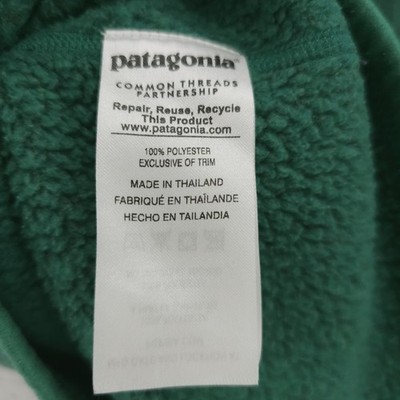 patagonia
COMMON THREADS
PARTNERSHIP
Repair, Reuse, Recycle
This Product
www.patagonia.com
100% POLYESTER
EXCLUSIVE OF TRIM
MADE IN THAILAND
FABRIQUÉ EN THAÏLANDE
HECHO EN TAILANDIA